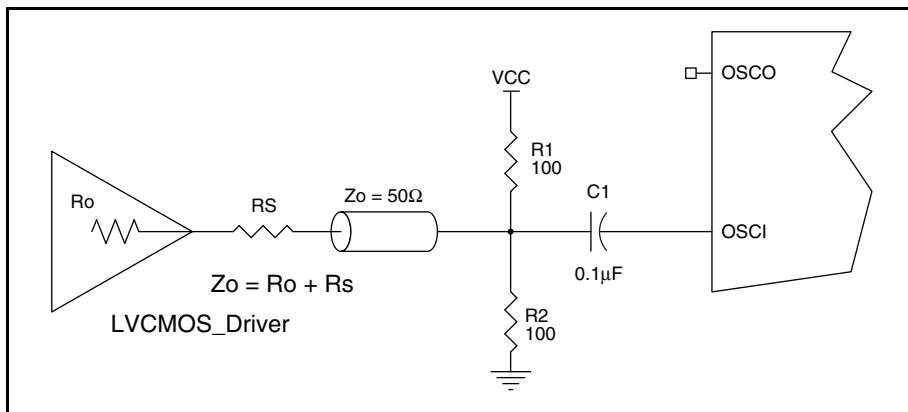 VCC
OSCO
R1
100
Ro
RS
Zo = 50Ω
C1
OSCI
0.1μF
Zo = Ro + Rs
LVCMOS_Driver
R2
100